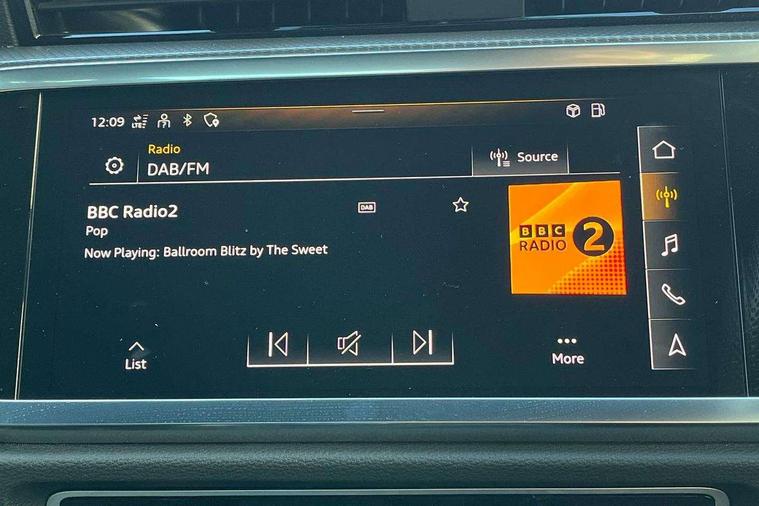 12:09 LTE
Radio
DAB/FM
Source
BBC Radio2
DAB
Pop
Now Playing: Ballroom Blitz by The Sweet
BBC
RADIO 2
List
More